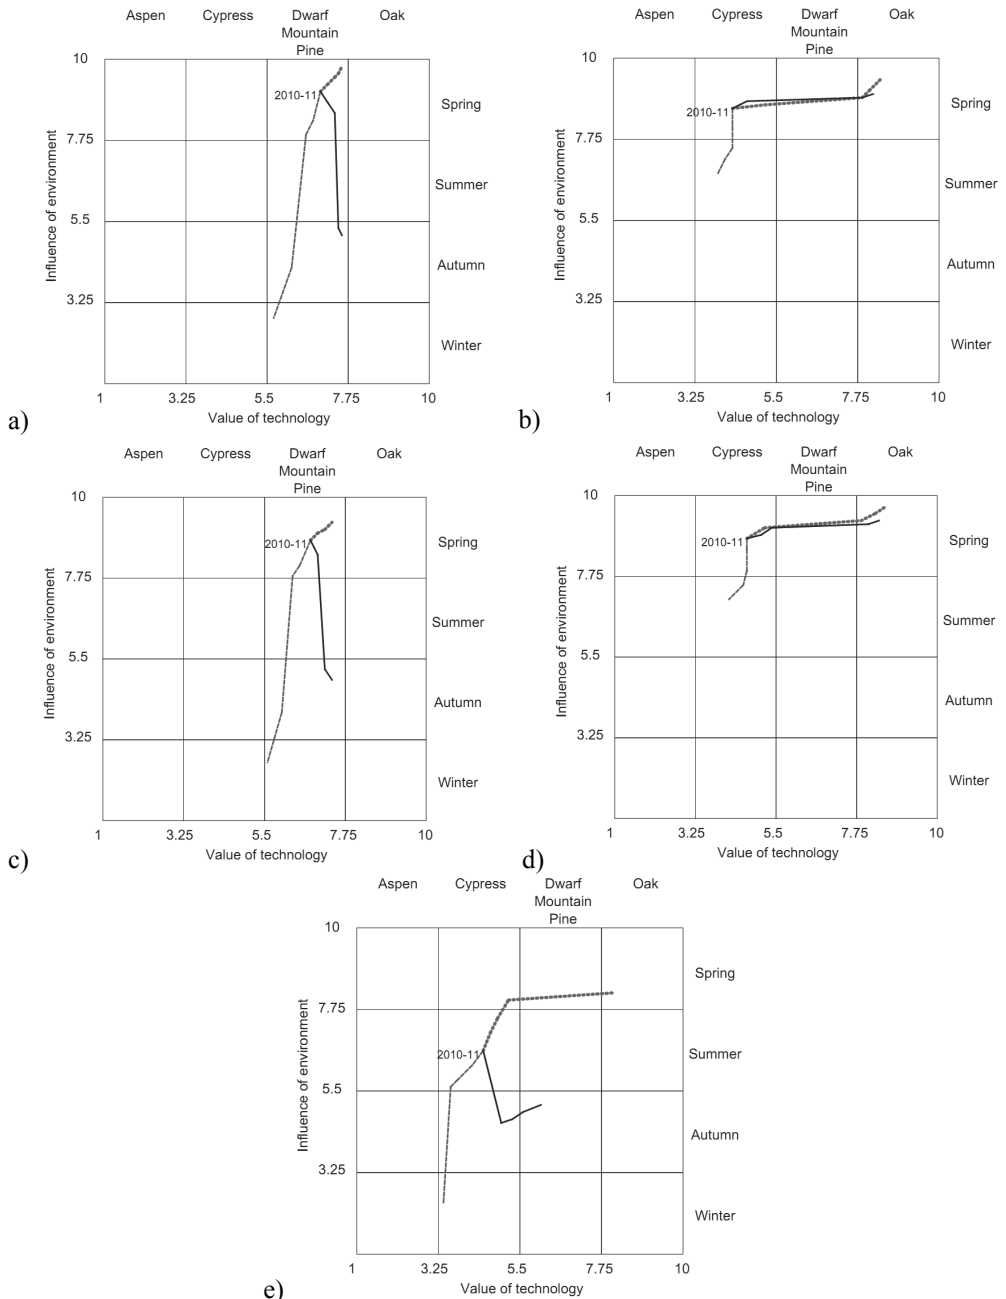 Aspen Cypress Dwarf Mountain Pine Oak
10
7.75
5.5
3.25
2010-11
Influence of environment
Spring
Summer
Autumn
Winter
1 3.25 5.5 7.75 10
Value of technology
a)
Aspen Cypress Dwarf Mountain Pine Oak
10
7.75
5.5
3.25
2010-11
Influence of environment
Spring
Summer
Autumn
Winter
1 3.25 5.5 7.75 10
Value of technology
b)
Aspen Cypress Dwarf Mountain Pine Oak
10
7.75
5.5
3.25
2010-11
Influence of environment
Spring
Summer
Autumn
Winter
1 3.25 5.5 7.75 10
Value of technology
c)
Aspen Cypress Dwarf Mountain Pine Oak
10
7.75
5.5
3.25
2010-11
Influence of environment
Spring
Summer
Autumn
Winter
1 3.25 5.5 7.75 10
Value of technology
d)
Aspen Cypress Dwarf Mountain Pine Oak
10
7.75
5.5
3.25
2010-11
Influence of environment
Spring
Summer
Autumn
Winter
1 3.25 5.5 7.75 10
Value of technology
e)